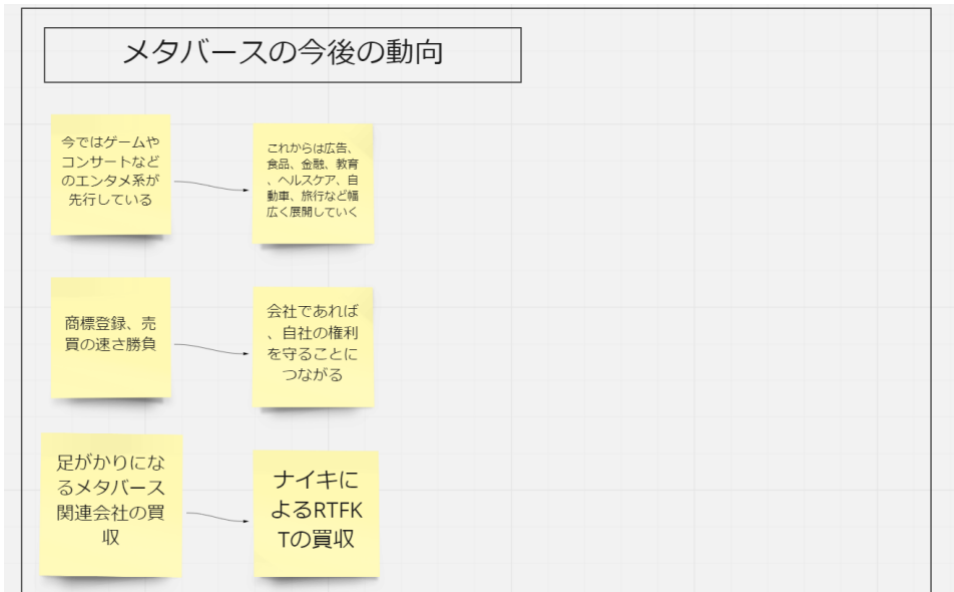 メタバースの今後の動向
今ではゲームや
コンサートなど
のエンタメ系が
先行している
これからは広告、
食品、金融、教育
、ヘルスケア、自
動車、旅行など幅
広く展開していく
商標登録、売
買の速さ勝負
会社であれば
、自社の権利
を守ることに
つながる
足がかりにな
るメタバース
関連会社の買
収
ナイキに
よるRTFK
Tの買収